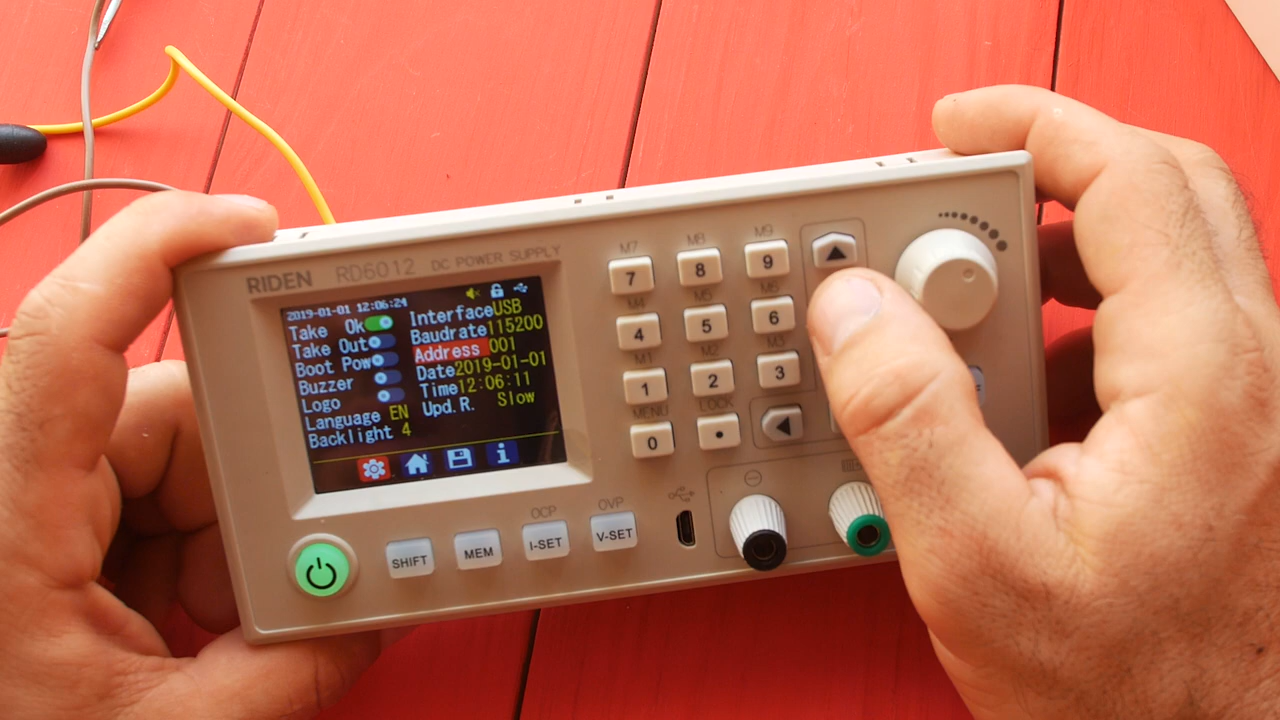 RIDEN RD6012 DC POWER SUPPLY
2019-01-01 12:06:24
Take Ok
Take Out
Boot Pow
Buzzer
Logo
Language EN
Backlight 4
Interface USB
Baudrate 115200
Address 001
Date 2019-01-01
Time 12:06:11
Upd.R. Slow
i
M7 M8 M9
7 8 9
M4 M5 M6
4 5 6
M1 M2 M3
1 2 3
MENU LOCK
0 •
OCP OVP
SHIFT MEM I-SET V-SET